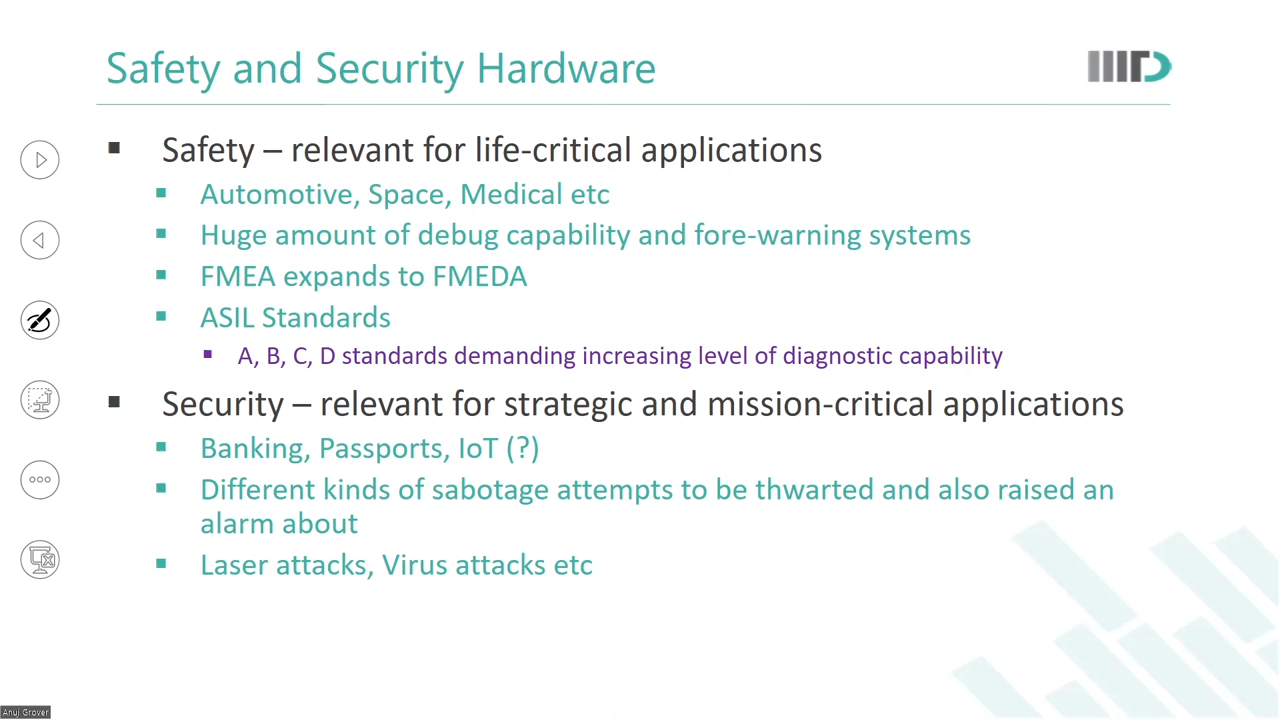 Safety and Security Hardware
IIITD
Safety – relevant for life-critical applications
Automotive, Space, Medical etc
Huge amount of debug capability and fore-warning systems
FMEA expands to FMEDA
ASIL Standards
A, B, C, D standards demanding increasing level of diagnostic capability
Security – relevant for strategic and mission-critical applications
Banking, Passports, IoT (?)
Different kinds of sabotage attempts to be thwarted and also raised an
alarm about
Laser attacks, Virus attacks etc
Anuj Grover